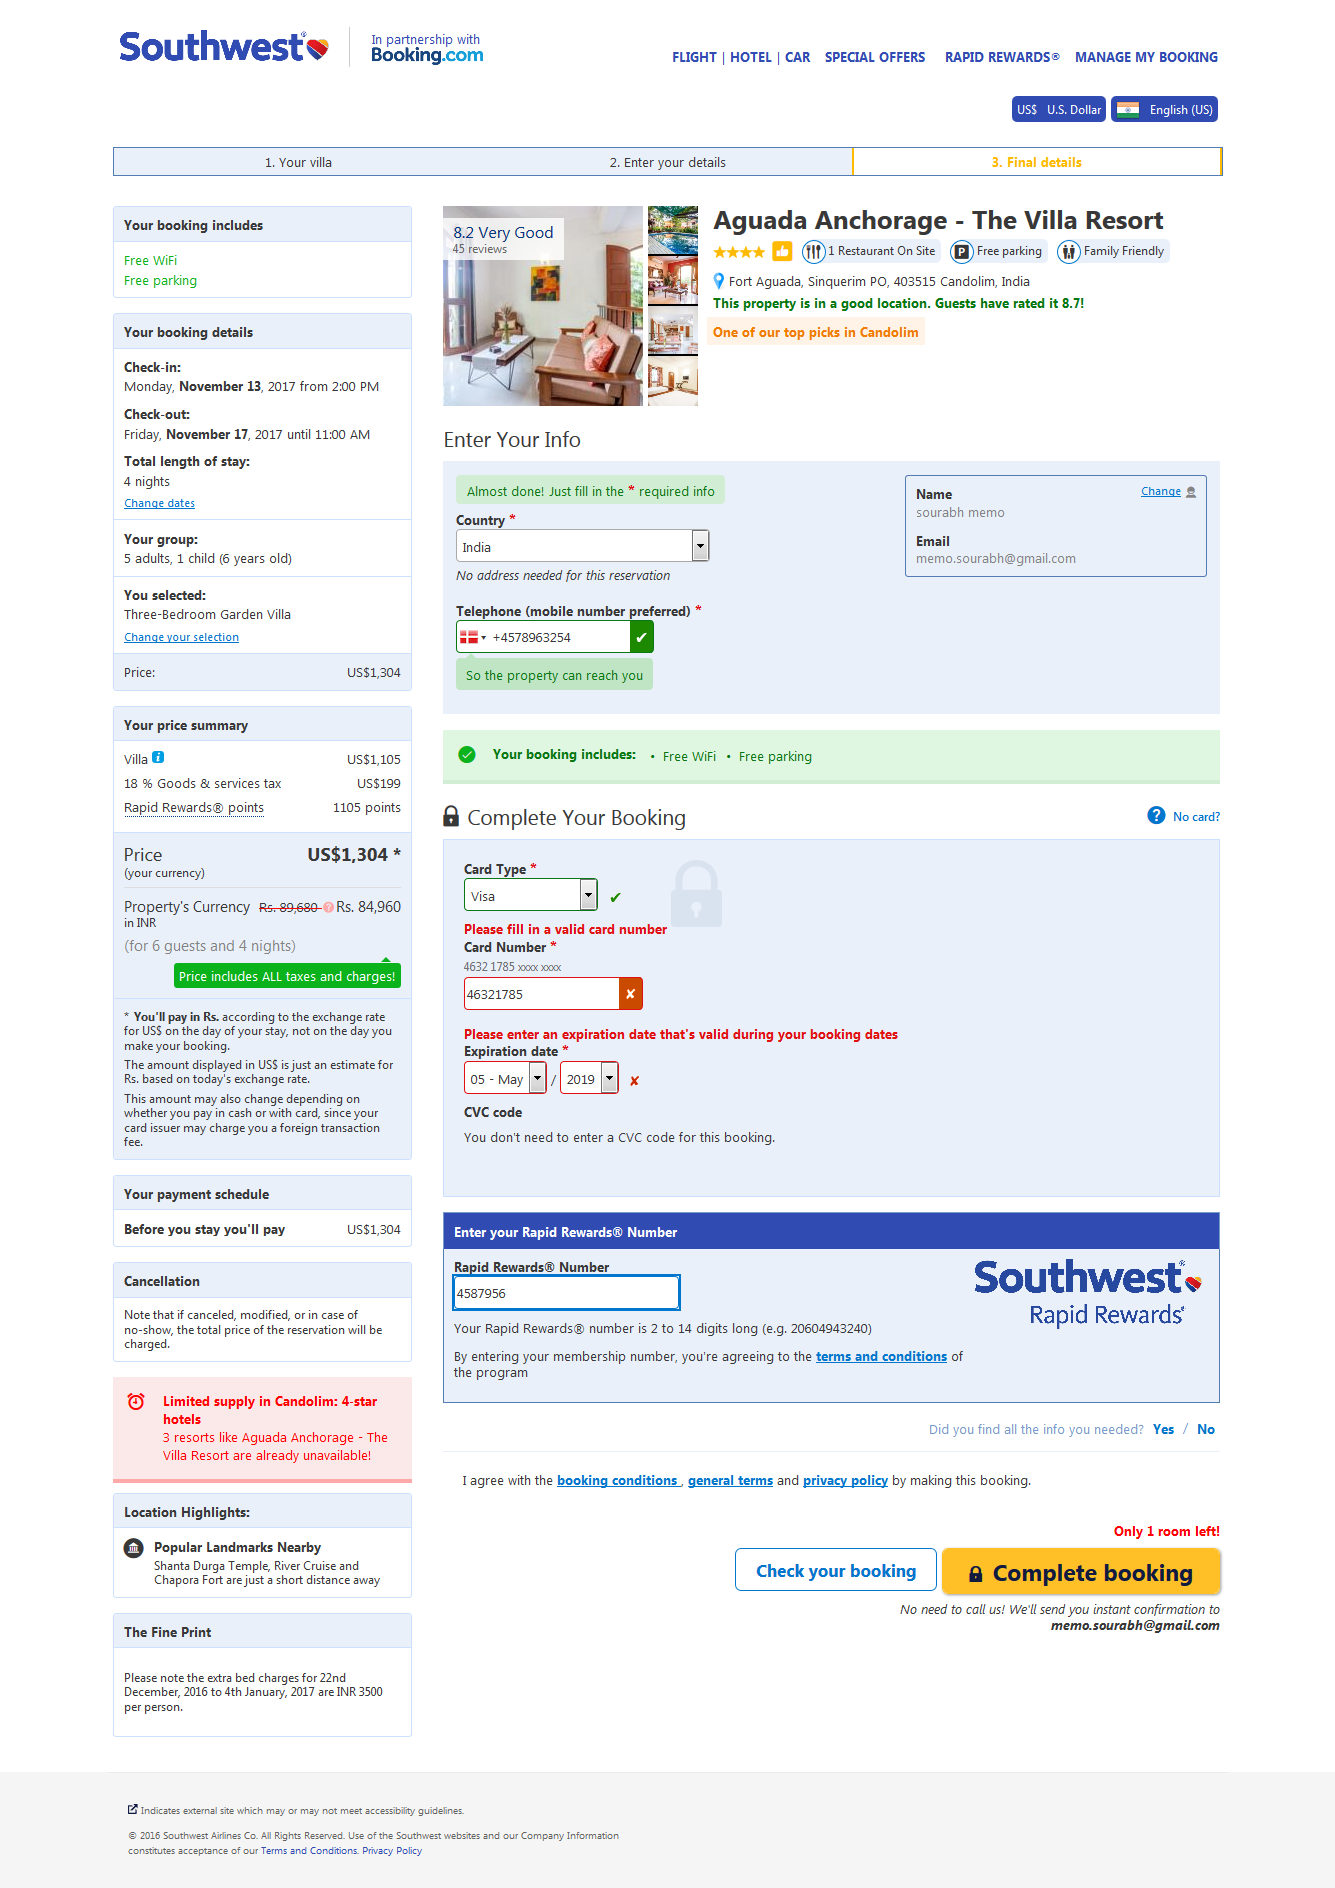 Southwest®
In partnership with
Booking.com
FLIGHT | HOTEL | CAR SPECIAL OFFERS RAPID REWARDS® MANAGE MY BOOKING
US$ U.S. Dollar English (US)
1. Your villa 2. Enter your details 3. Final details
Your booking includes
Free WiFi
Free parking
Your booking details
Check-in:
Monday, November 13, 2017 from 2:00 PM
Check-out:
Friday, November 17, 2017 until 11:00 AM
Total length of stay:
4 nights
Change dates
Your group:
5 adults, 1 child (6 years old)
You selected:
Three-Bedroom Garden Villa
Change your selection
Price: US$1,304
Your price summary
Villa i US$1,105
18 % Goods & services tax US$199
Rapid Rewards® points 1105 points
Price US$1,304 *
(your currency)
Property's Currency Rs. 89,680 ? Rs. 84,960
in INR
(for 6 guests and 4 nights)
Price includes ALL taxes and charges!
* You'll pay in Rs. according to the exchange rate
for US$ on the day of your stay, not on the day you
make your booking.
The amount displayed in US$ is just an estimate for
Rs. based on today's exchange rate.
This amount may also change depending on
whether you pay in cash or with card, since your
card issuer may charge you a foreign transaction
fee.
Your payment schedule
Before you stay you'll pay US$1,304
Cancellation
Note that if canceled, modified, or in case of
no-show, the total price of the reservation will be
charged.
Limited supply in Candolim: 4-star
hotels
3 resorts like Aguada Anchorage - The
Villa Resort are already unavailable!
Location Highlights:
Popular Landmarks Nearby
Shanta Durga Temple, River Cruise and
Chapora Fort are just a short distance away
The Fine Print
Please note the extra bed charges for 22nd
December, 2016 to 4th January, 2017 are INR 3500
per person.
8.2 Very Good
45 reviews
Aguada Anchorage - The Villa Resort
1 Restaurant On Site P Free parking Family Friendly
Fort Aguada, Sinquerim PO, 403515 Candolim, India
This property is in a good location. Guests have rated it 8.7!
One of our top picks in Candolim
Enter Your Info
Almost done! Just fill in the * required info
Country *
India
No address needed for this reservation
Telephone (mobile number preferred) *
+4578963254
So the property can reach you
Name Change
sourabh memo
Email
memo.sourabh@gmail.com
Your booking includes: • Free WiFi • Free parking
Complete Your Booking ? No card?
Card Type *
Visa
Please fill in a valid card number
Card Number *
4632 1785 xxxx xxxx
46321785
Please enter an expiration date that's valid during your booking dates
Expiration date *
05 - May / 2019
CVC code
You don't need to enter a CVC code for this booking.
Enter your Rapid Rewards® Number
Rapid Rewards® Number
4587956
Your Rapid Rewards® number is 2 to 14 digits long (e.g. 20604943240)
By entering your membership number, you're agreeing to the terms and conditions of
the program
Southwest®
Rapid Rewards®
Did you find all the info you needed? Yes / No
I agree with the booking conditions , general terms and privacy policy by making this booking.
Only 1 room left!
Check your booking Complete booking
No need to call us! We'll send you instant confirmation to
memo.sourabh@gmail.com
Indicates external site which may or may not meet accessibility guidelines.
© 2016 Southwest Airlines Co. All Rights Reserved. Use of the Southwest websites and our Company Information
constitutes acceptance of our Terms and Conditions. Privacy Policy